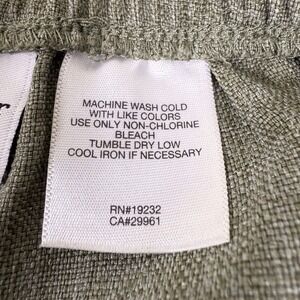 MACHINE WASH COLD
WITH LIKE COLORS
USE ONLY NON-CHLORINE
BLEACH
TUMBLE DRY LOW
COOL IRON IF NECESSARY
RN#19232
CA#29961